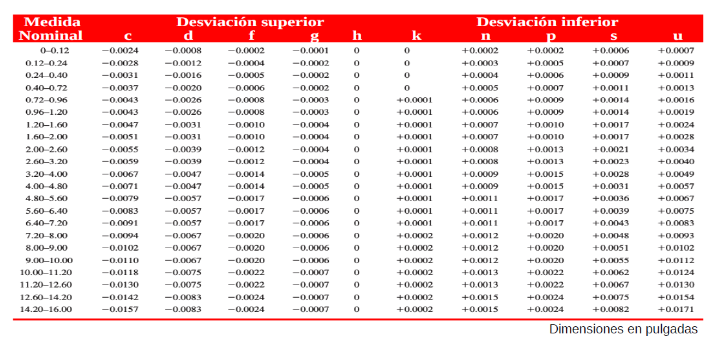 Medida Desviación superior Desviación inferior
Nominal c d f g h k n p s u
0–0.12 −0.0024 −0.0008 −0.0002 −0.0001 0 0 +0.0002 +0.0002 +0.0006 +0.0007
0.12–0.24 −0.0028 −0.0012 −0.0004 −0.0002 0 0 +0.0003 +0.0005 +0.0007 +0.0009
0.24–0.40 −0.0031 −0.0016 −0.0005 −0.0002 0 0 +0.0004 +0.0006 +0.0009 +0.0011
0.40–0.72 −0.0037 −0.0020 −0.0006 −0.0002 0 0 +0.0005 +0.0007 +0.0011 +0.0013
0.72–0.96 −0.0043 −0.0026 −0.0008 −0.0003 0 +0.0001 +0.0006 +0.0009 +0.0014 +0.0016
0.96–1.20 −0.0043 −0.0026 −0.0008 −0.0003 0 +0.0001 +0.0006 +0.0009 +0.0014 +0.0019
1.20–1.60 −0.0047 −0.0031 −0.0010 −0.0004 0 +0.0001 +0.0007 +0.0010 +0.0017 +0.0024
1.60–2.00 −0.0051 −0.0031 −0.0010 −0.0004 0 +0.0001 +0.0007 +0.0010 +0.0017 +0.0028
2.00–2.60 −0.0055 −0.0039 −0.0012 −0.0004 0 +0.0001 +0.0008 +0.0013 +0.0021 +0.0034
2.60–3.20 −0.0059 −0.0039 −0.0012 −0.0004 0 +0.0001 +0.0008 +0.0013 +0.0023 +0.0040
3.20–4.00 −0.0067 −0.0047 −0.0014 −0.0005 0 +0.0001 +0.0009 +0.0015 +0.0028 +0.0049
4.00–4.80 −0.0071 −0.0047 −0.0014 −0.0005 0 +0.0001 +0.0009 +0.0015 +0.0031 +0.0057
4.80–5.60 −0.0079 −0.0057 −0.0017 −0.0006 0 +0.0001 +0.0011 +0.0017 +0.0036 +0.0067
5.60–6.40 −0.0083 −0.0057 −0.0017 −0.0006 0 +0.0001 +0.0011 +0.0017 +0.0039 +0.0075
6.40–7.20 −0.0091 −0.0057 −0.0017 −0.0006 0 +0.0001 +0.0011 +0.0017 +0.0043 +0.0083
7.20–8.00 −0.0094 −0.0067 −0.0020 −0.0006 0 +0.0002 +0.0012 +0.0020 +0.0048 +0.0093
8.00–9.00 −0.0102 −0.0067 −0.0020 −0.0006 0 +0.0002 +0.0012 +0.0020 +0.0051 +0.0102
9.00–10.00 −0.0110 −0.0067 −0.0020 −0.0006 0 +0.0002 +0.0012 +0.0020 +0.0055 +0.0112
10.00–11.20 −0.0118 −0.0075 −0.0022 −0.0007 0 +0.0002 +0.0013 +0.0022 +0.0062 +0.0124
11.20–12.60 −0.0130 −0.0075 −0.0022 −0.0007 0 +0.0002 +0.0013 +0.0022 +0.0067 +0.0130
12.60–14.20 −0.0142 −0.0083 −0.0024 −0.0007 0 +0.0002 +0.0015 +0.0024 +0.0075 +0.0154
14.20–16.00 −0.0157 −0.0083 −0.0024 −0.0007 0 +0.0002 +0.0015 +0.0024 +0.0082 +0.0171
Dimensiones en pulgadas